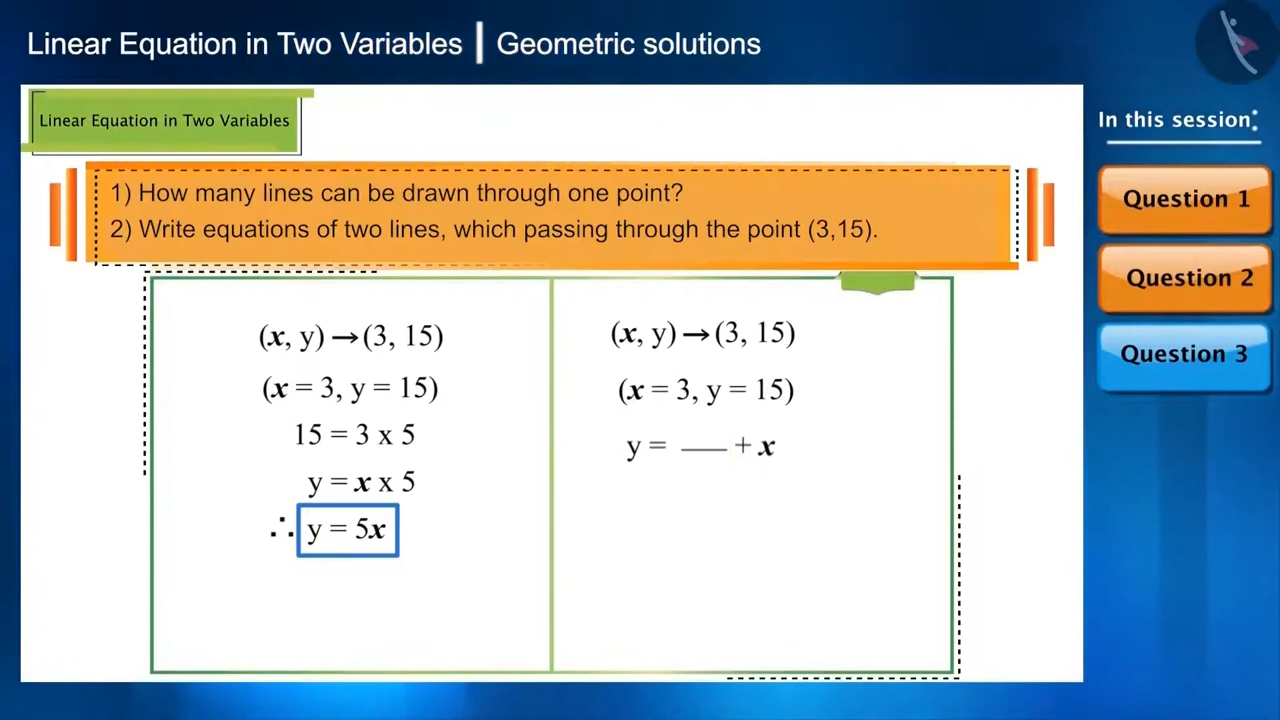 Linear Equation in Two Variables | Geometric solutions
Linear Equation in Two Variables
1) How many lines can be drawn through one point?
2) Write equations of two lines, which passing through the point (3,15).
(x, y) → (3, 15)
(x = 3, y = 15)
15 = 3 x 5
y = x x 5
∴ y = 5x
(x, y) → (3, 15)
(x = 3, y = 15)
y = ___ + x
In this session:
Question 1
Question 2
Question 3